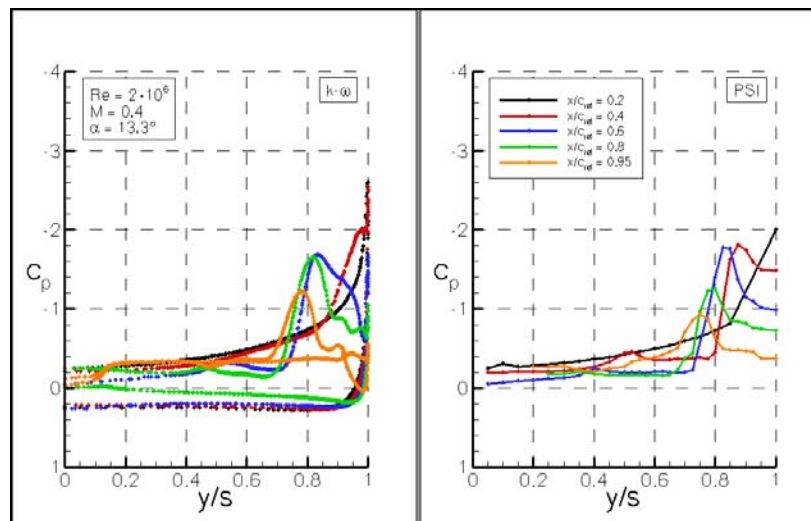 -4
-3
-2
-1
0
1
Cp
Re = 2·10⁶
M = 0.4
α = 13.3°
k-ω
0 0.2 0.4 0.6 0.8 1
y/s
-4
-3
-2
-1
0
1
Cp
x/cref = 0.2
x/cref = 0.4
x/cref = 0.6
x/cref = 0.8
x/cref = 0.95
PSI
0 0.2 0.4 0.6 0.8 1
y/s